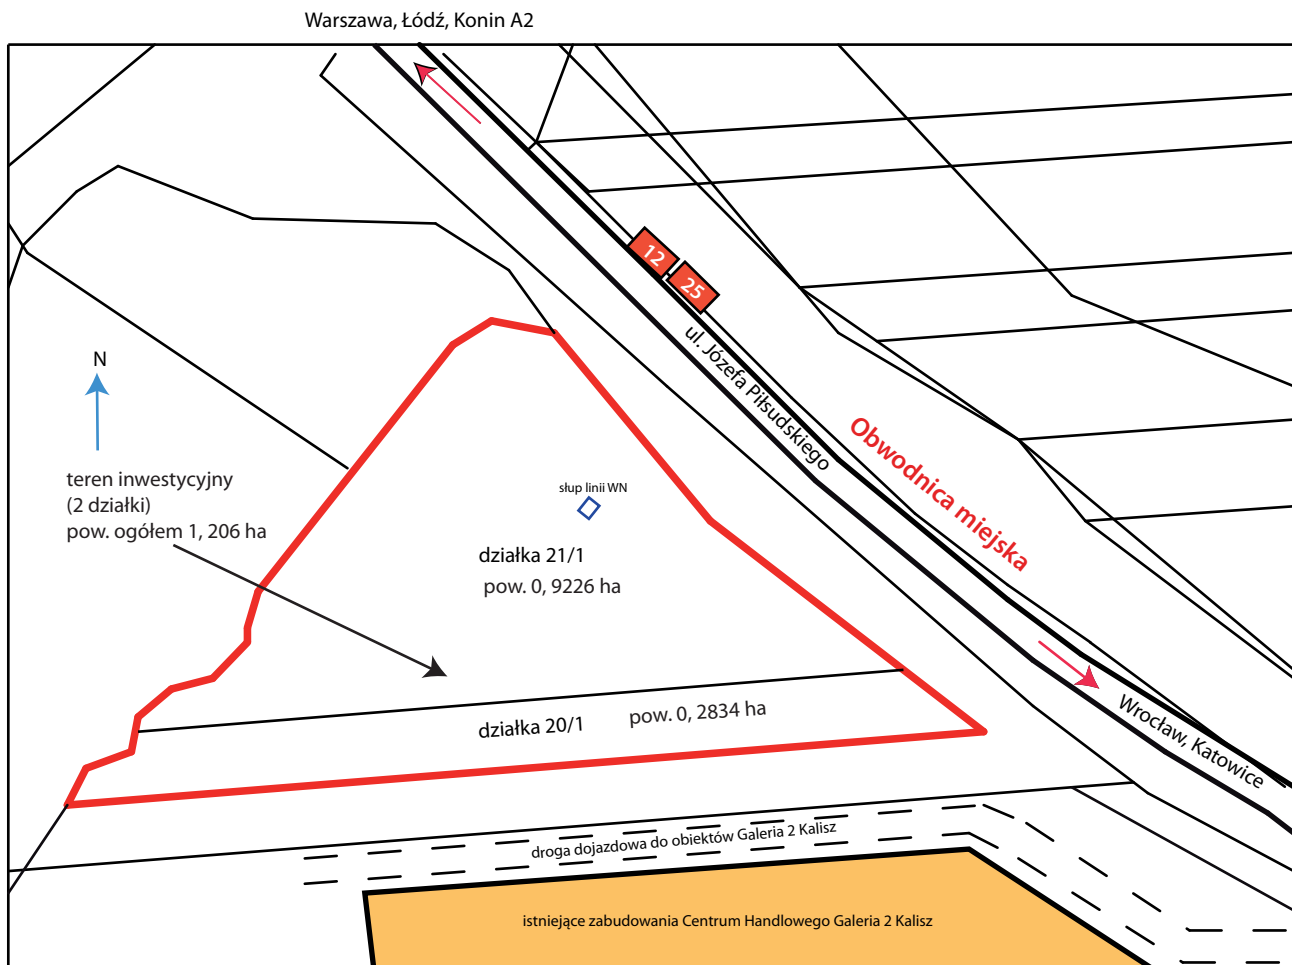 Warszawa, Łódź, Konin A2
12
25
ul. Józefa Piłsudskiego
N
Obwodnica miejska
teren inwestycyjny
(2 działki)
pow. ogółem 1, 206 ha
słup linii WN
działka 21/1
pow. 0, 9226 ha
działka 20/1
pow. 0, 2834 ha
Wrocław, Katowice
droga dojazdowa do obiektów Galeria 2 Kalisz
istniejące zabudowania Centrum Handlowego Galeria 2 Kalisz